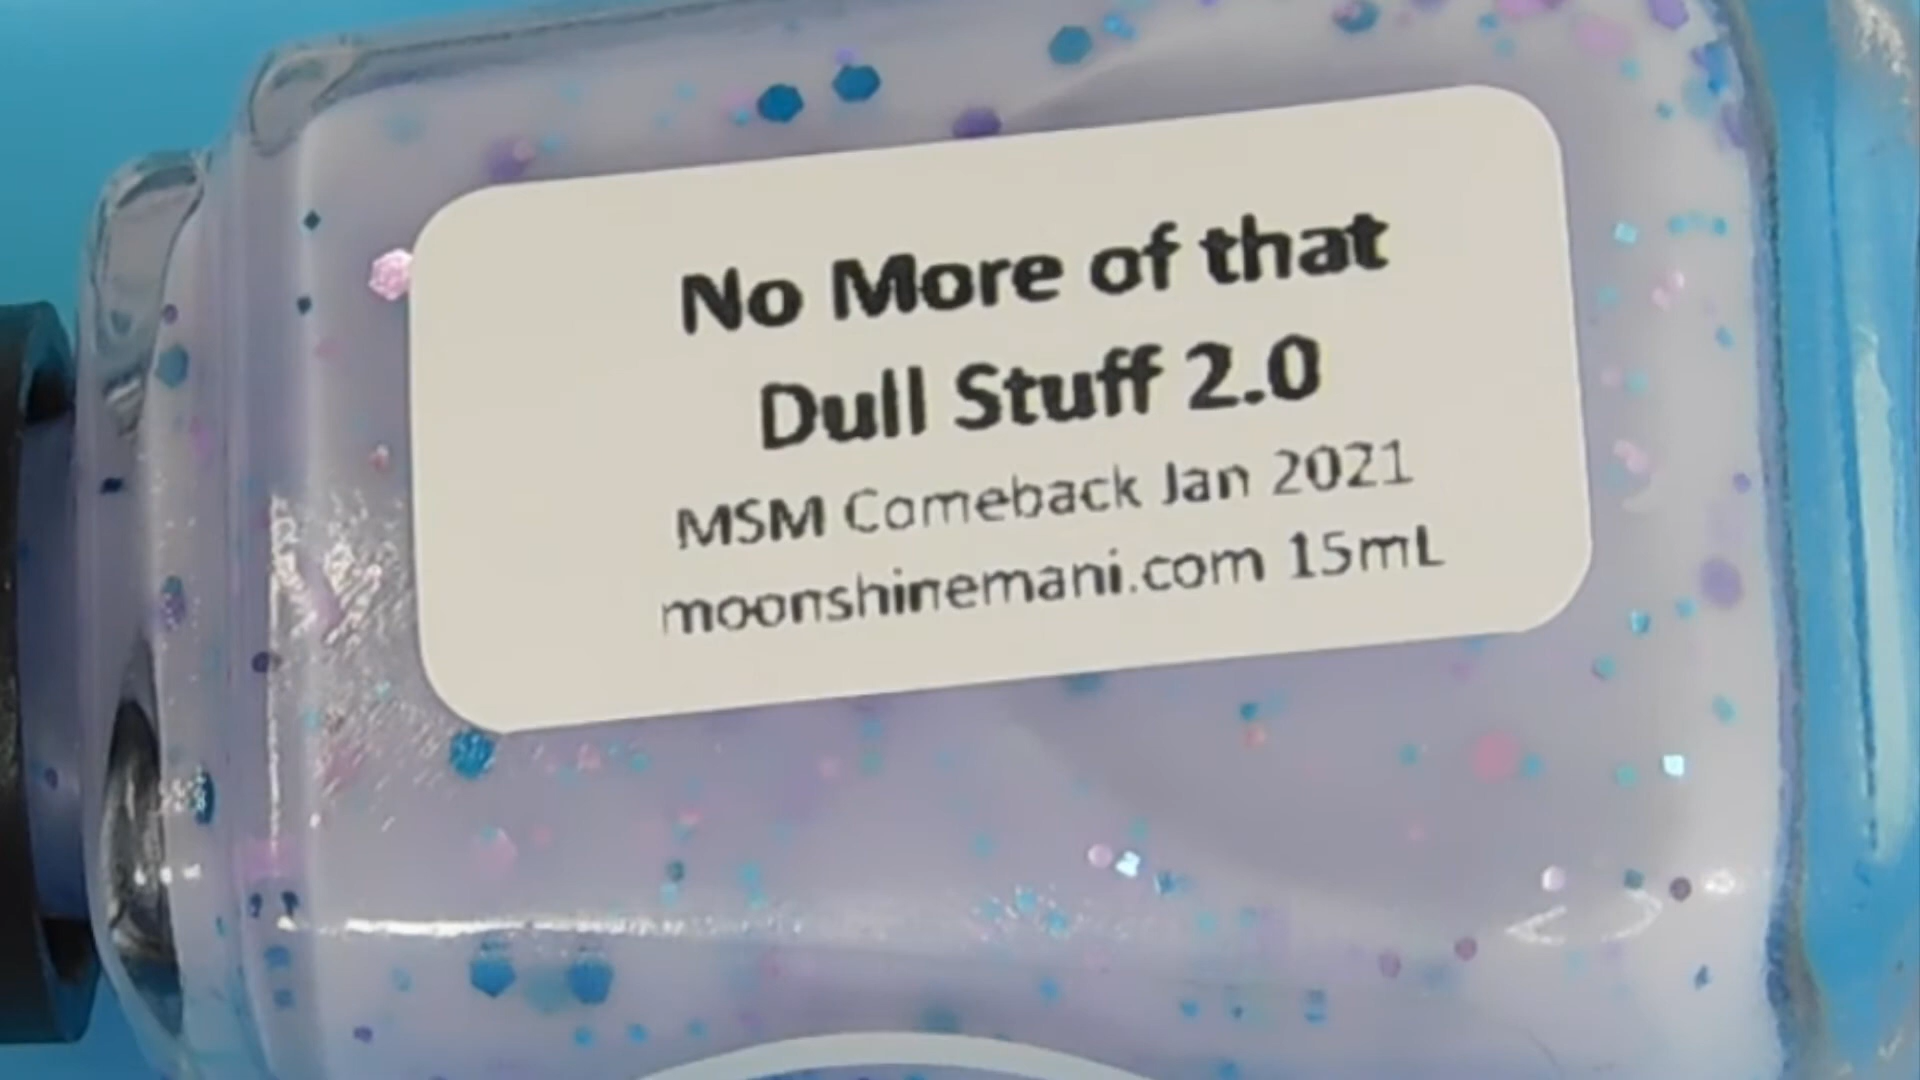 No More of that
Dull Stuff 2.0
MSM Comeback Jan 2021
moonshinemani.com 15mL